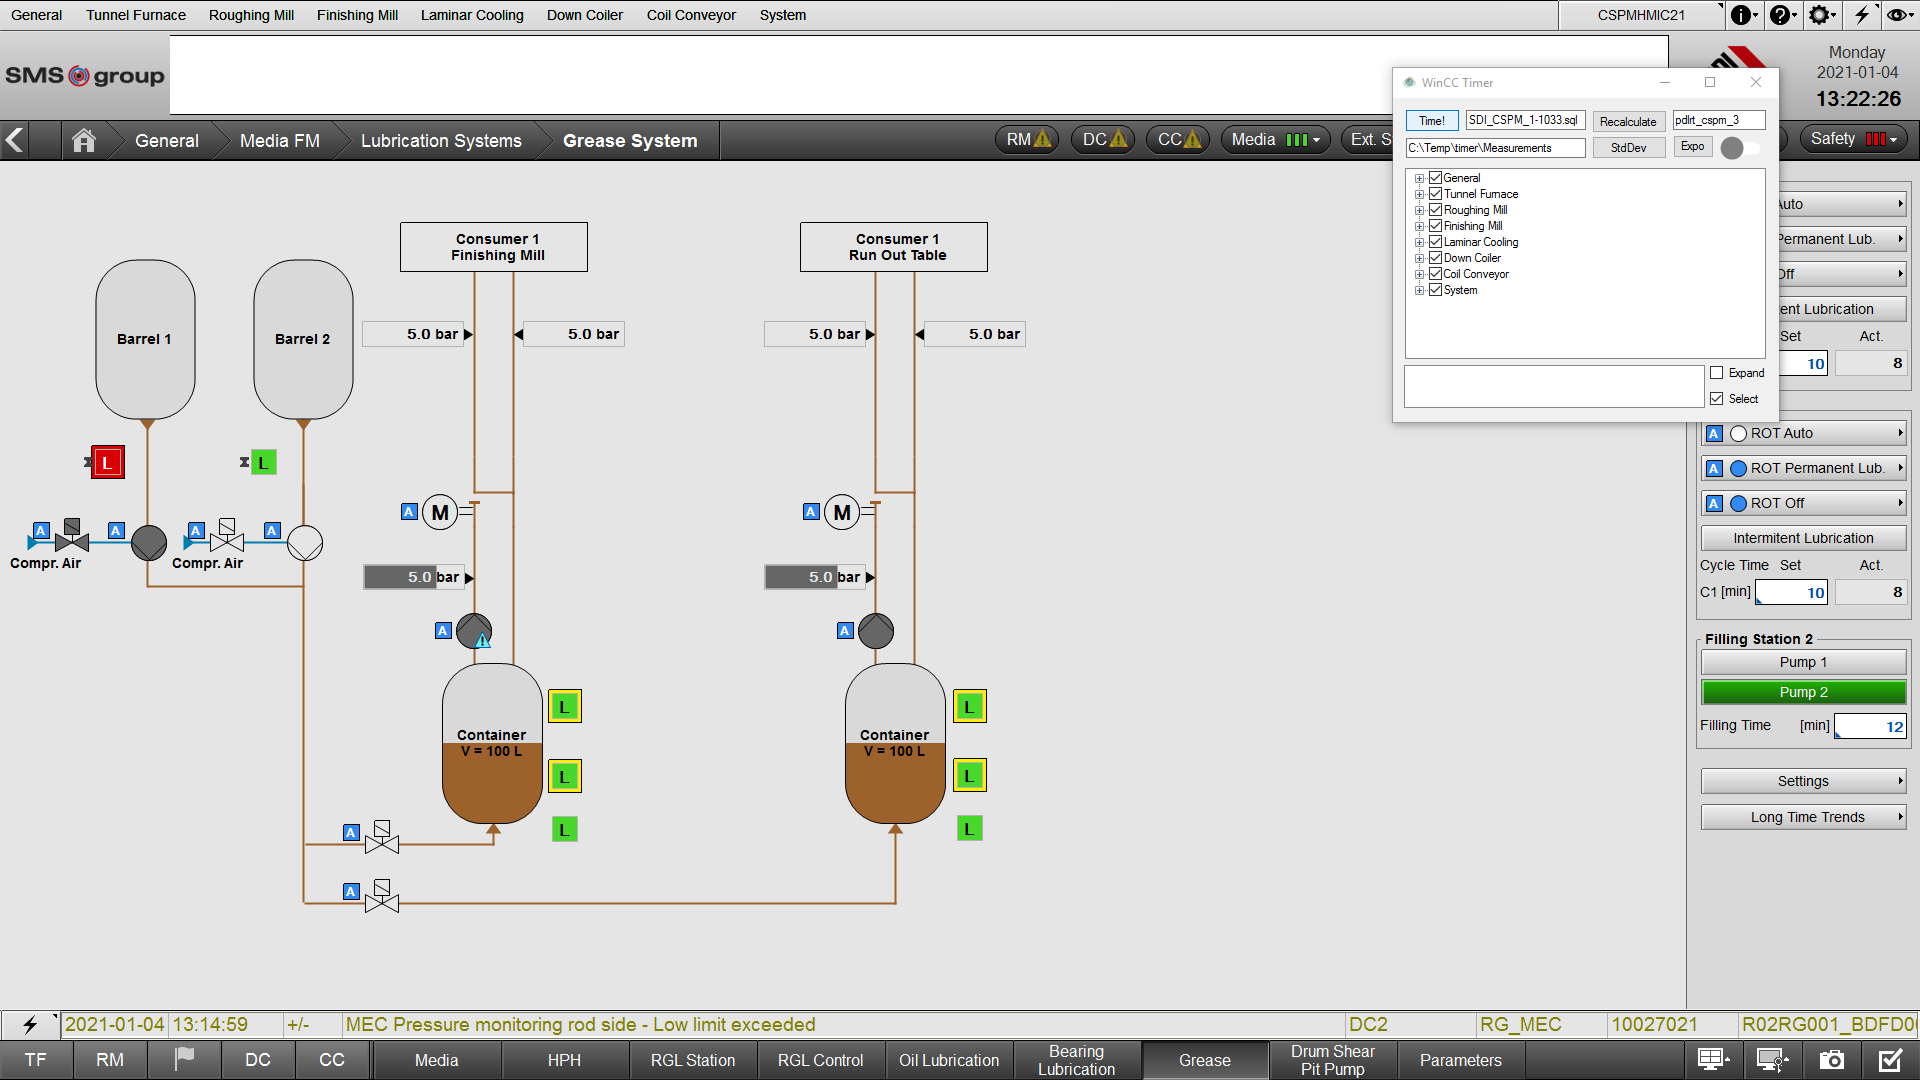 General Tunnel Furnace Roughing Mill Finishing Mill Laminar Cooling Down Coiler Coil Conveyor System CSPMHMIC21
SMS group
Monday
2021-01-04
13:22:26
General Media FM Lubrication Systems Grease System RM DC CC Media Ext. S Safety
WinCC Timer
Time! SDI_CSPM_1-1033.sql Recalculate pdlrt_cspm_3
C:\Temp\timer\Measurements StdDev Expo
General
Tunnel Furnace
Roughing Mill
Finishing Mill
Laminar Cooling
Down Coiler
Coil Conveyor
System
Expand
Select
Consumer 1
Finishing Mill
Consumer 1
Run Out Table
Barrel 1
Barrel 2
5.0 bar
5.0 bar
5.0 bar
5.0 bar
L
L
A M
A M
A A A A
Compr. Air
Compr. Air
5.0 bar
5.0 bar
A
A
Container
V = 100 L
Container
V = 100 L
L
L
L
L
L
L
A
A
uto
Permanent Lub.
Off
ent Lubrication
Set Act.
10 8
A ROT Auto
A ROT Permanent Lub.
A ROT Off
Intermitent Lubrication
Cycle Time Set Act.
C1 [min] 10 8
Filling Station 2
Pump 1
Pump 2
Filling Time [min] 12
Settings
Long Time Trends
2021-01-04 13:14:59 +/- MEC Pressure monitoring rod side - Low limit exceeded DC2 RG_MEC 10027021 R02RG001_BDFD0
TF RM DC CC Media HPH RGL Station RGL Control Oil Lubrication Bearing Lubrication Grease Drum Shear Pit Pump Parameters